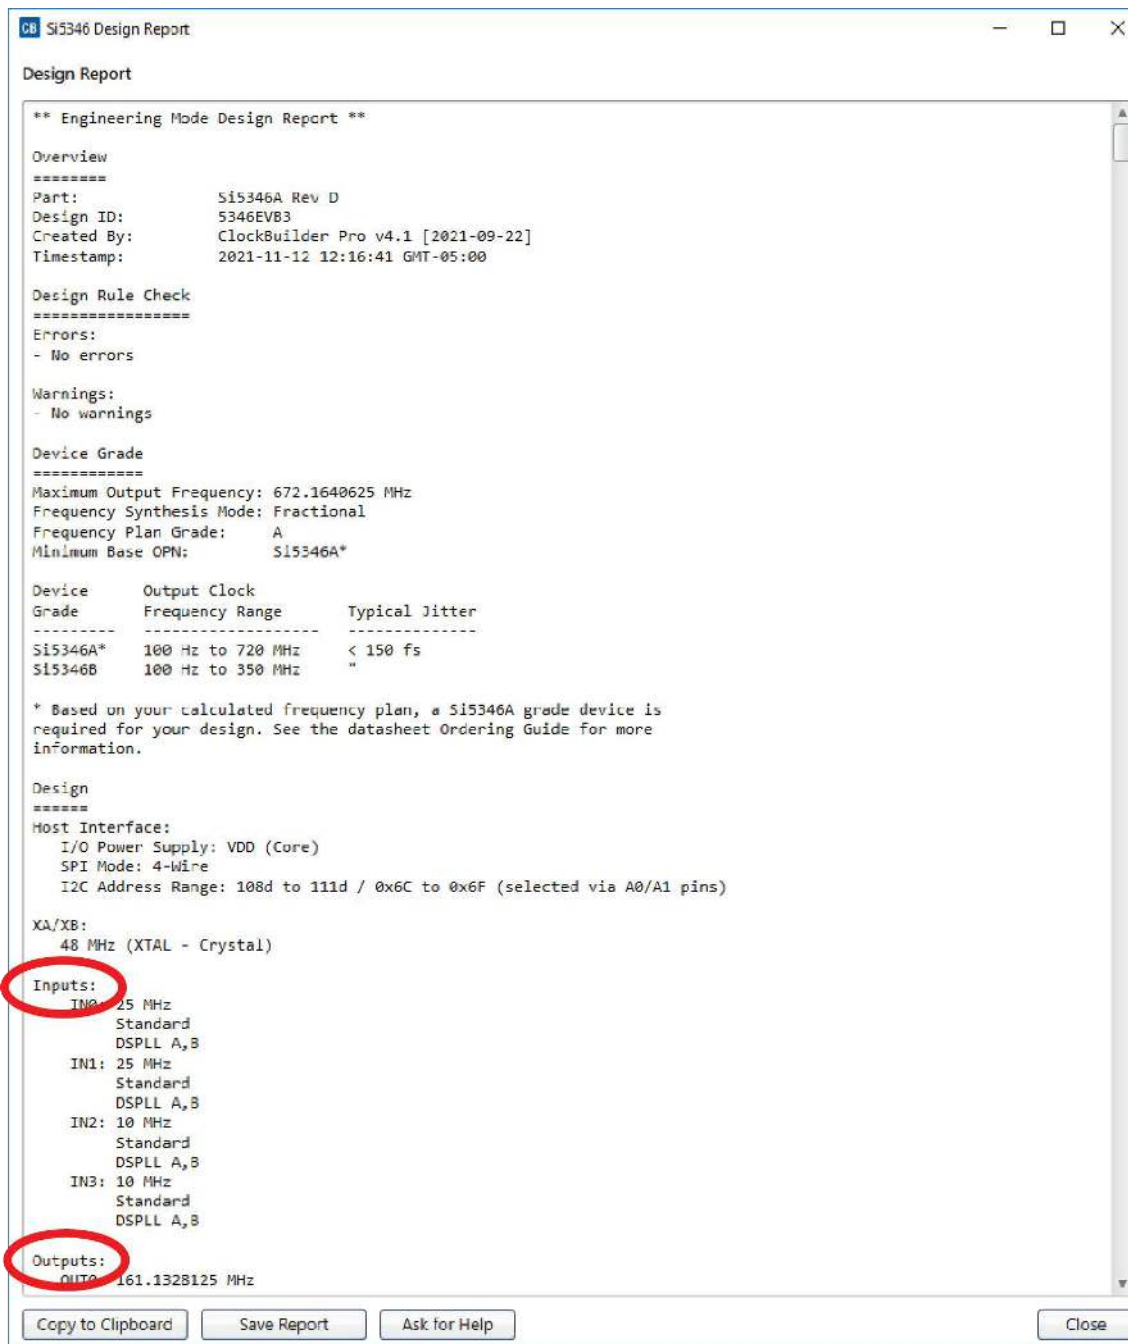 CB Si5346 Design Report
Design Report
** Engineering Mode Design Report **
Overview
========
Part: Si5346A Rev D
Design ID: 5346EVB3
Created By: ClockBuilder Pro v4.1 [2021-09-22]
Timestamp: 2021-11-12 12:16:41 GMT-05:00
Design Rule Check
=================
Errors:
- No errors
Warnings:
- No warnings
Device Grade
============
Maximum Output Frequency: 672.1640625 MHz
Frequency Synthesis Mode: Fractional
Frequency Plan Grade: A
Minimum Base OPN: Si5346A*
Device Output Clock
Grade Frequency Range Typical Jitter
--------- ------------------- --------------
Si5346A* 100 Hz to 720 MHz < 150 fs
Si5346B 100 Hz to 350 MHz "
* Based on your calculated frequency plan, a Si5346A grade device is
required for your design. See the datasheet Ordering Guide for more
information.
Design
======
Host Interface:
I/O Power Supply: VDD (Core)
SPI Mode: 4-Wire
I2C Address Range: 108d to 111d / 0x6C to 0x6F (selected via A0/A1 pins)
XA/XB:
48 MHz (XTAL - Crystal)
Inputs:
IN0: 25 MHz
Standard
DSPLL A,B
IN1: 25 MHz
Standard
DSPLL A,B
IN2: 10 MHz
Standard
DSPLL A,B
IN3: 10 MHz
Standard
DSPLL A,B
Outputs:
OUT0: 161.1328125 MHz
Copy to Clipboard Save Report Ask for Help Close